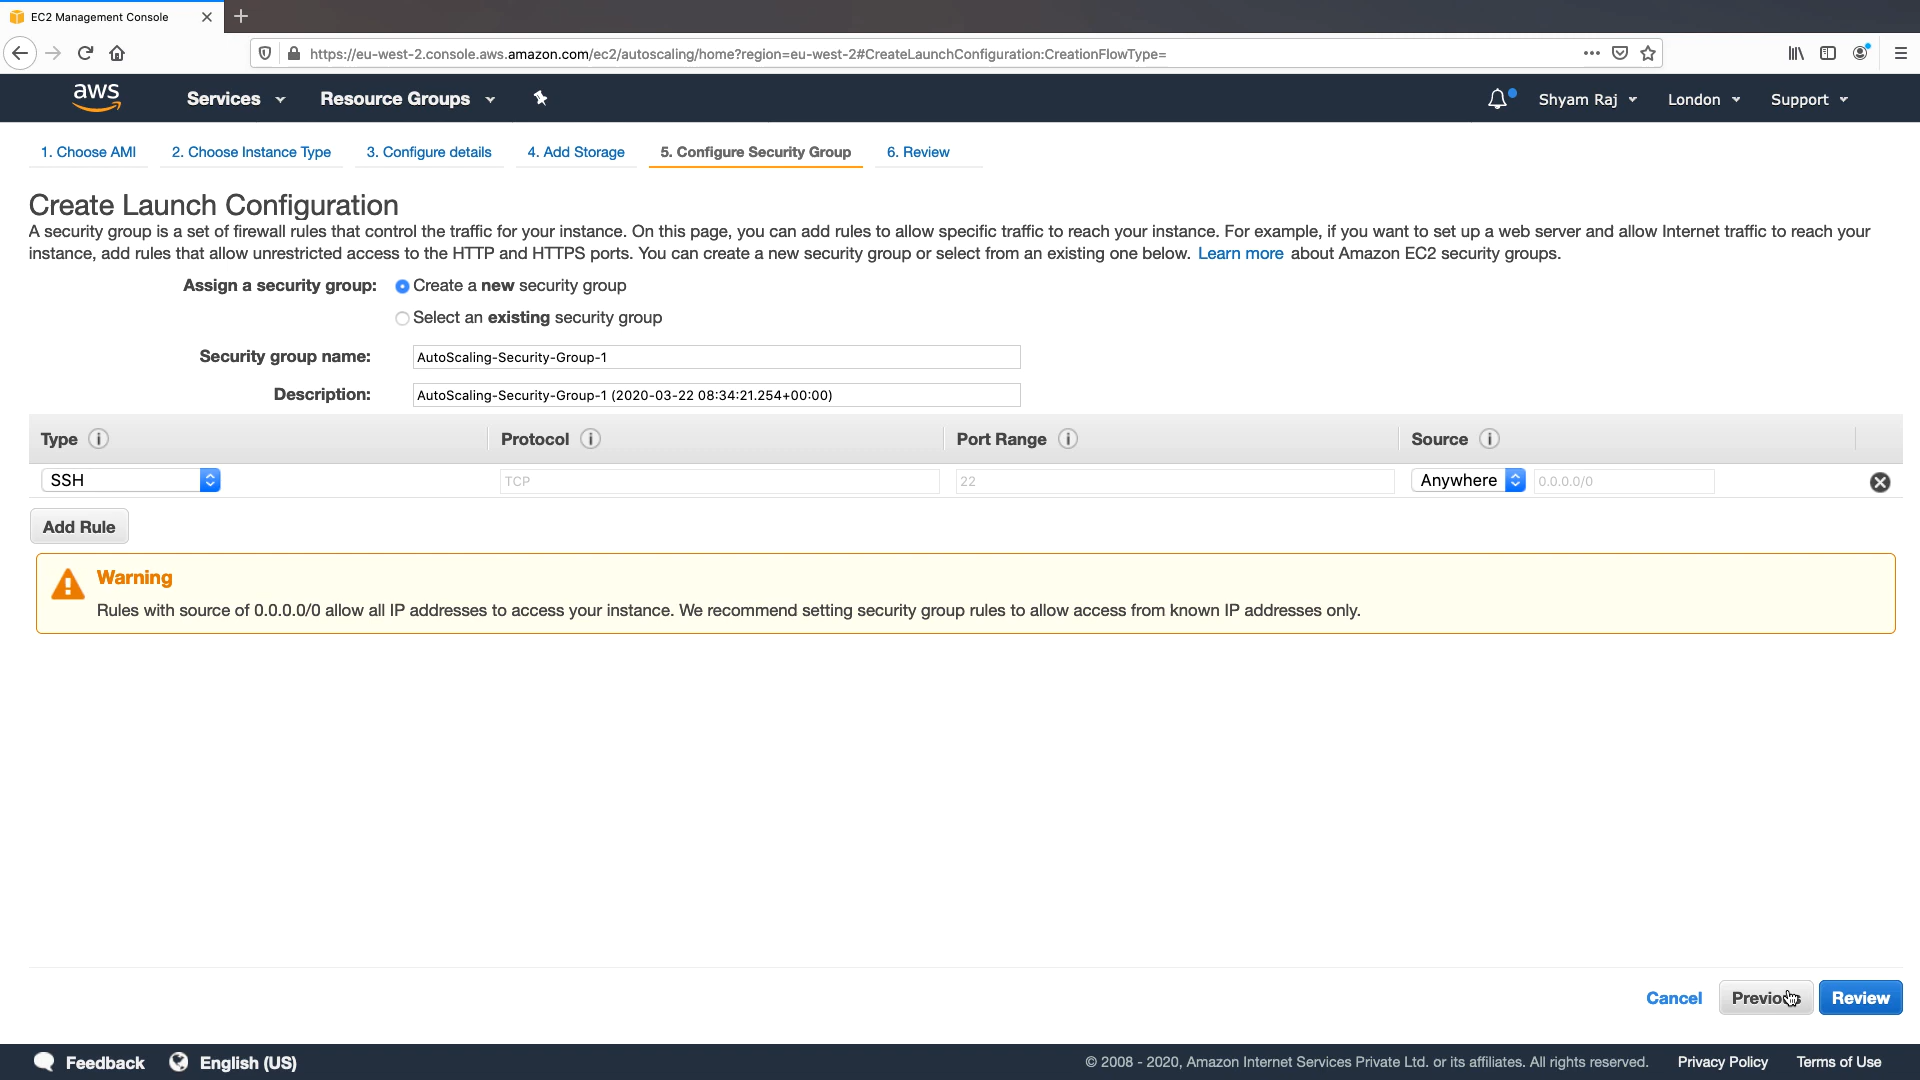 EC2 Management Console
https://eu-west-2.console.aws.amazon.com/ec2/autoscaling/home?region=eu-west-2#CreateLaunchConfiguration:CreationFlowType=
aws Services Resource Groups Shyam Raj London Support
1. Choose AMI 2. Choose Instance Type 3. Configure details 4. Add Storage 5. Configure Security Group 6. Review
Create Launch Configuration
A security group is a set of firewall rules that control the traffic for your instance. On this page, you can add rules to allow specific traffic to reach your instance. For example, if you want to set up a web server and allow Internet traffic to reach your
instance, add rules that allow unrestricted access to the HTTP and HTTPS ports. You can create a new security group or select from an existing one below. Learn more about Amazon EC2 security groups.
Assign a security group: Create a new security group
Select an existing security group
Security group name: AutoScaling-Security-Group-1
Description: AutoScaling-Security-Group-1 (2020-03-22 08:34:21.254+00:00)
Type i Protocol i Port Range i Source i
SSH TCP 22 Anywhere 0.0.0.0/0
Add Rule
Warning
Rules with source of 0.0.0.0/0 allow all IP addresses to access your instance. We recommend setting security group rules to allow access from known IP addresses only.
Cancel Previous Review
Feedback English (US) © 2008 - 2020, Amazon Internet Services Private Ltd. or its affiliates. All rights reserved. Privacy Policy Terms of Use